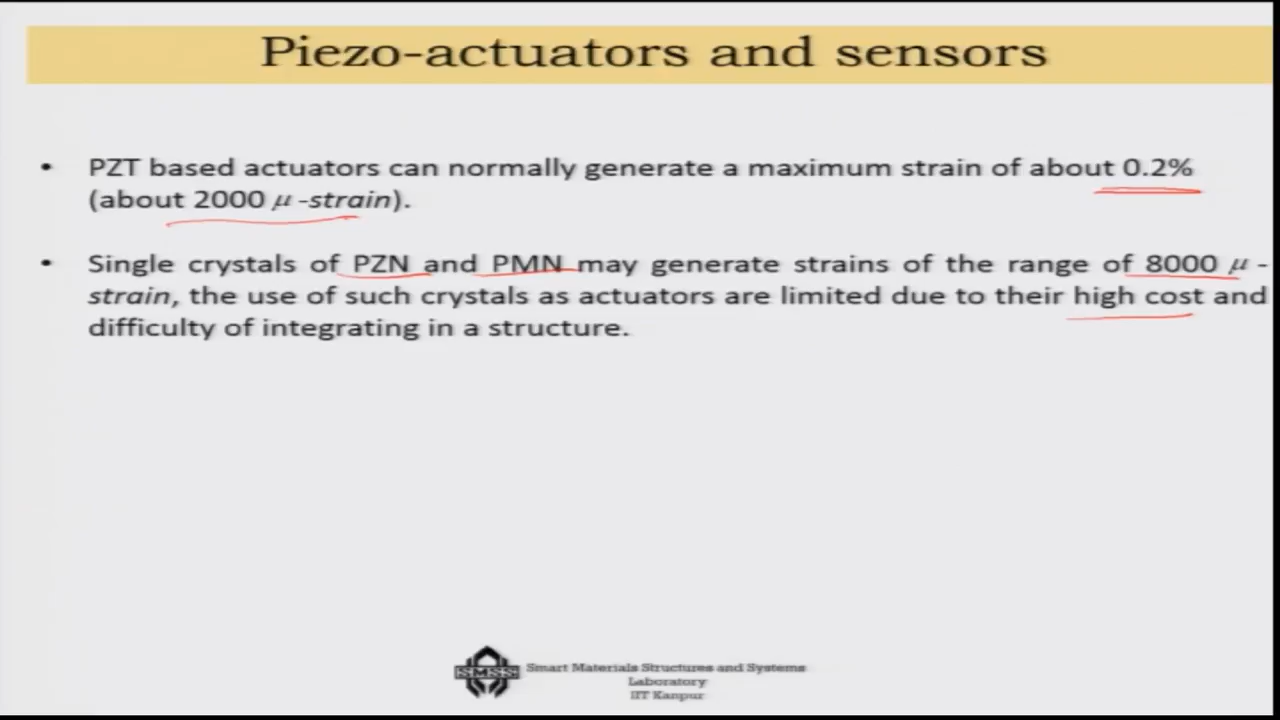 Piezo-actuators and sensors
• PZT based actuators can normally generate a maximum strain of about 0.2%
(about 2000 μ -strain).
• Single crystals of PZN and PMN may generate strains of the range of 8000 μ -
strain, the use of such crystals as actuators are limited due to their high cost and
difficulty of integrating in a structure.
SMSS
Smart Materials Structures and Systems
Laboratory
IIT Kanpur